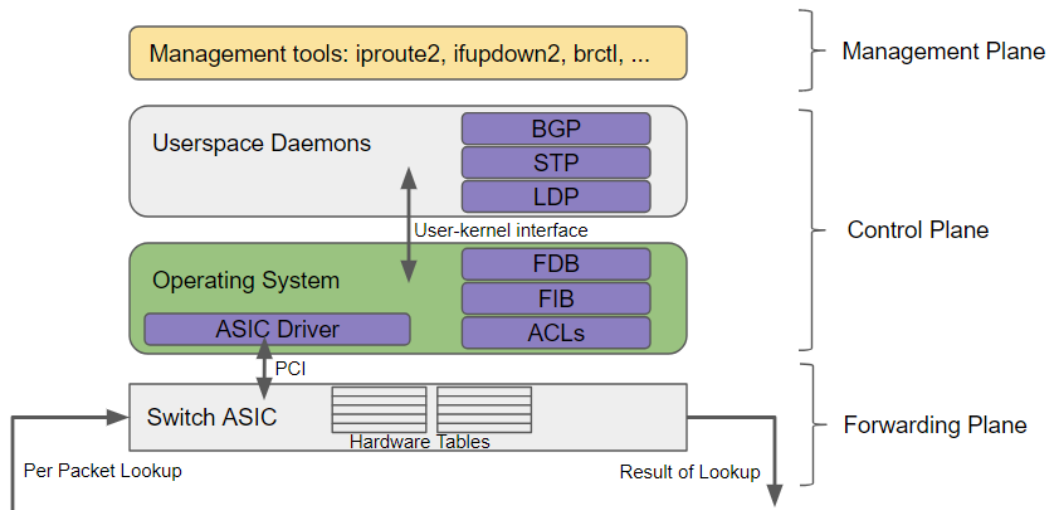 Management tools: iproute2, ifupdown2, brctl, ...
Management Plane
Userspace Daemons
BGP
STP
LDP
User-kernel interface
Control Plane
Operating System
FDB
FIB
ACLs
ASIC Driver
PCI
Switch ASIC
Hardware Tables
Forwarding Plane
Per Packet Lookup
Result of Lookup